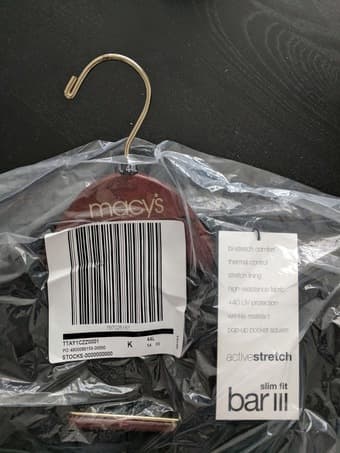 macy's
T1AY1CZZ0001
K
STOCKS-0000000000
bi-stretch comfort
thermal control
stretch lining
high-resistance fabric
+40 UV protection
wrinkle resistant
pop-up pocket square
activestretch
slim fit
bar III